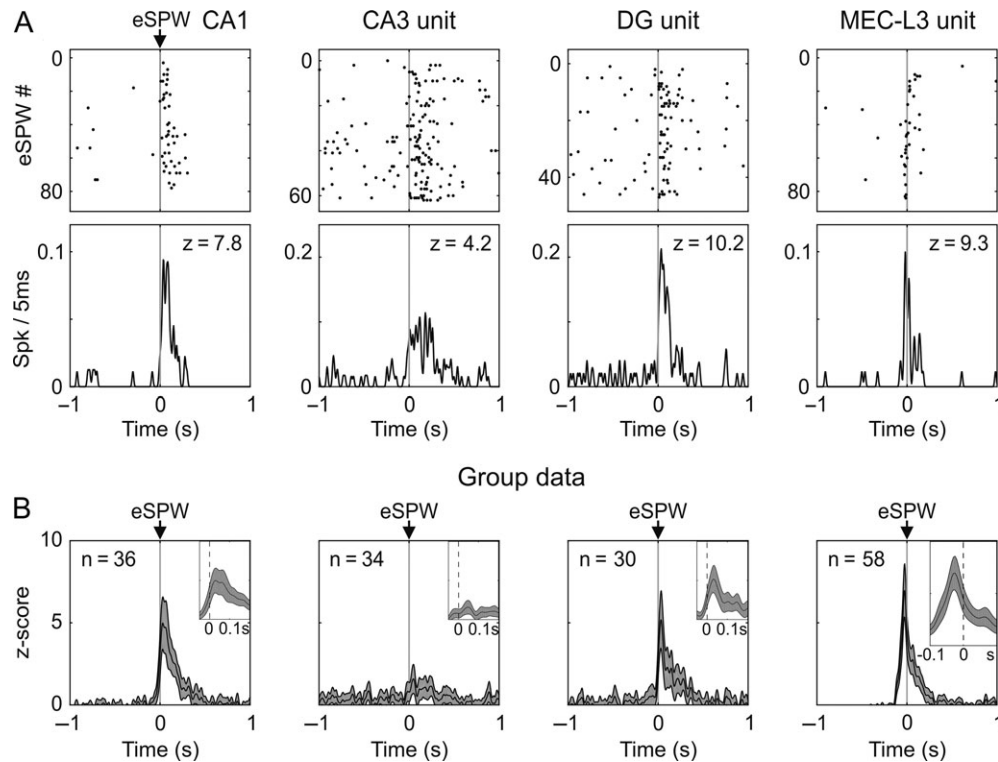 A
eSPW CA1
CA3 unit
DG unit
MEC-L3 unit
eSPW #
0
40
80
0
30
60
0
20
40
0
40
80
Spk / 5ms
0.1
0
z = 7.8
0.2
0
z = 4.2
0.2
0
z = 10.2
0.1
0
z = 9.3
−1 0 1
−1 0 1
−1 0 1
−1 0 1
Time (s)
Time (s)
Time (s)
Time (s)
Group data
B
eSPW
eSPW
eSPW
eSPW
z-score
10
5
0
n = 36
0 0.1s
n = 34
0 0.1s
n = 30
0 0.1s
n = 58
-0.1 0 s
−1 0 1
−1 0 1
−1 0 1
−1 0 1
Time (s)
Time (s)
Time (s)
Time (s)